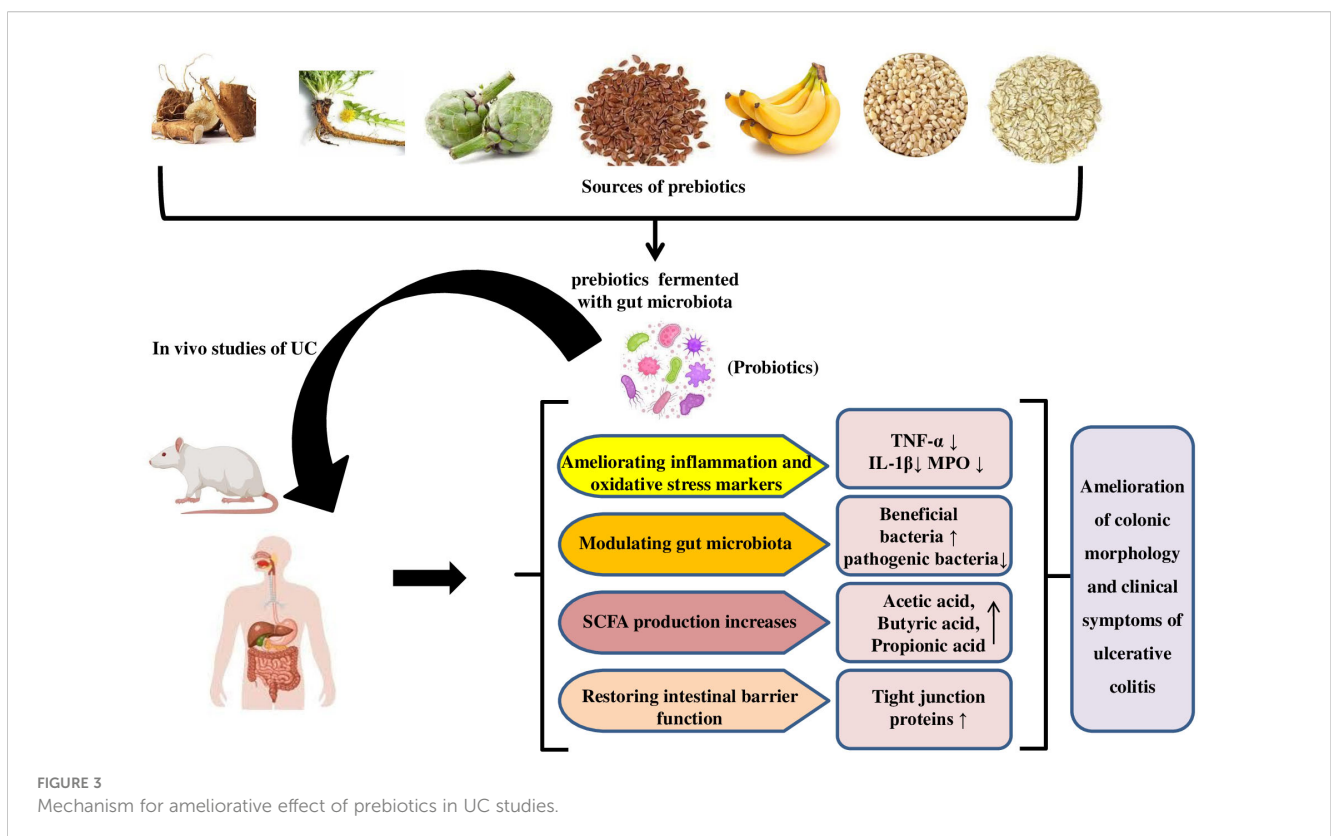 Sources of prebiotics
prebiotics fermented
with gut microbiota
In vivo studies of UC
(Probiotics)
Ameliorating inflammation and
oxidative stress markers
TNF-α ↓
IL-1β↓ MPO ↓
Modulating gut microbiota
Beneficial
bacteria ↑
pathogenic bacteria↓
SCFA production increases
Acetic acid,
Butyric acid,
Propionic acid ↑
Restoring intestinal barrier
function
Tight junction
proteins ↑
Amelioration
of colonic
morphology
and clinical
symptoms of
ulcerative
colitis
FIGURE 3
Mechanism for ameliorative effect of prebiotics in UC studies.